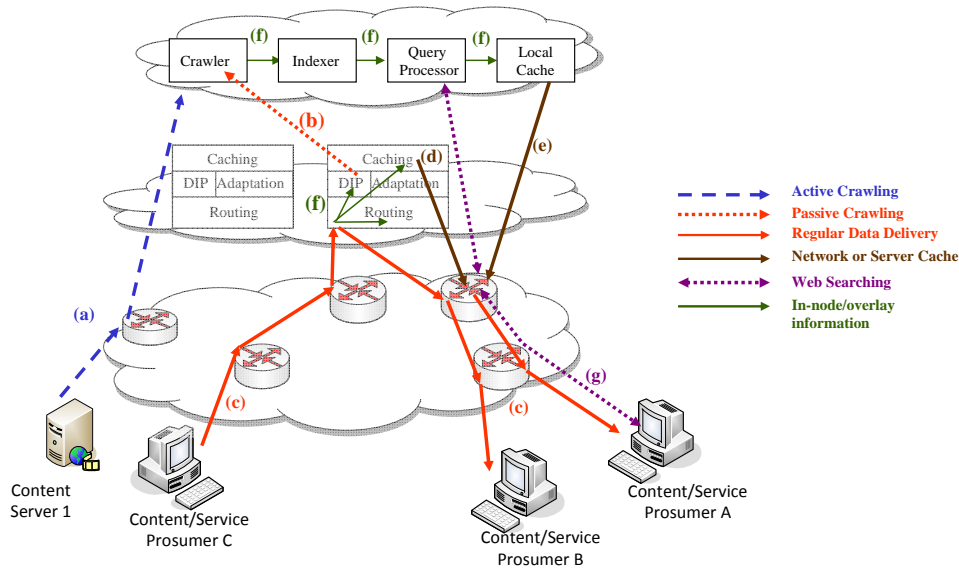 (f)
(f)
(f)
Crawler
Indexer
Query
Processor
Local
Cache
(b)
(e)
Caching
DIP
Adaptation
Routing
Caching
(d)
DIP
Adaptation
(f)
Routing
Active Crawling
Passive Crawling
Regular Data Delivery
Network or Server Cache
Web Searching
In-node/overlay
information
(a)
(g)
(c)
(c)
Content
Server 1
Content/Service
Prosumer C
Content/Service
Prosumer B
Content/Service
Prosumer A